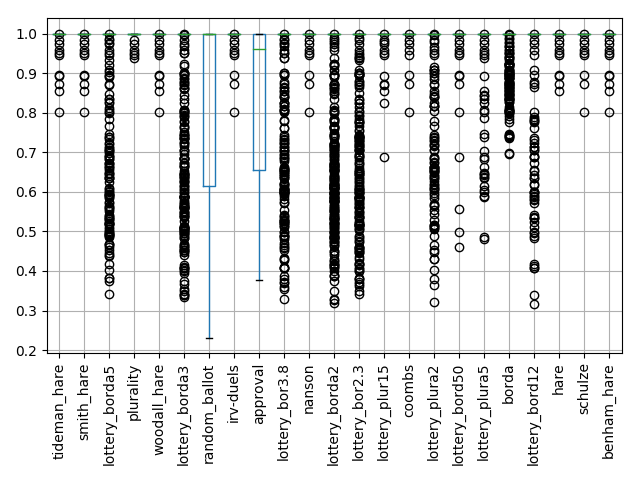 1.0
0.9
0.8
0.7
0.6
0.5
0.4
0.3
0.2
tideman_hare
smith_hare
lottery_borda5
plurality
woodall_hare
lottery_borda3
random_ballot
irv-duels
approval
lottery_bor3.8
nanson
lottery_borda2
lottery_bor2.3
lottery_plur15
coombs
lottery_plura2
lottery_bord50
lottery_plura5
borda
lottery_bord12
hare
schulze
benham_hare